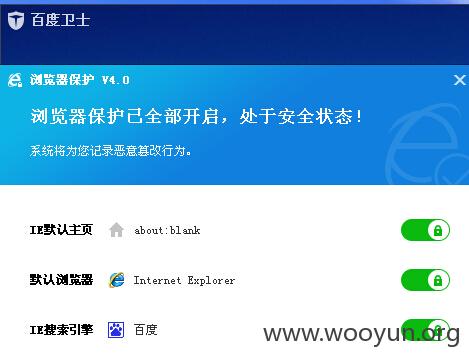 百度卫士
浏览器保护 V4.0
浏览器保护已全部开启，处于安全状态！
系统将为您记录恶意篡改行为。
IE默认主页 about:blank
默认浏览器 Internet Explorer
IE搜索引擎 百度
www.wooyun.org